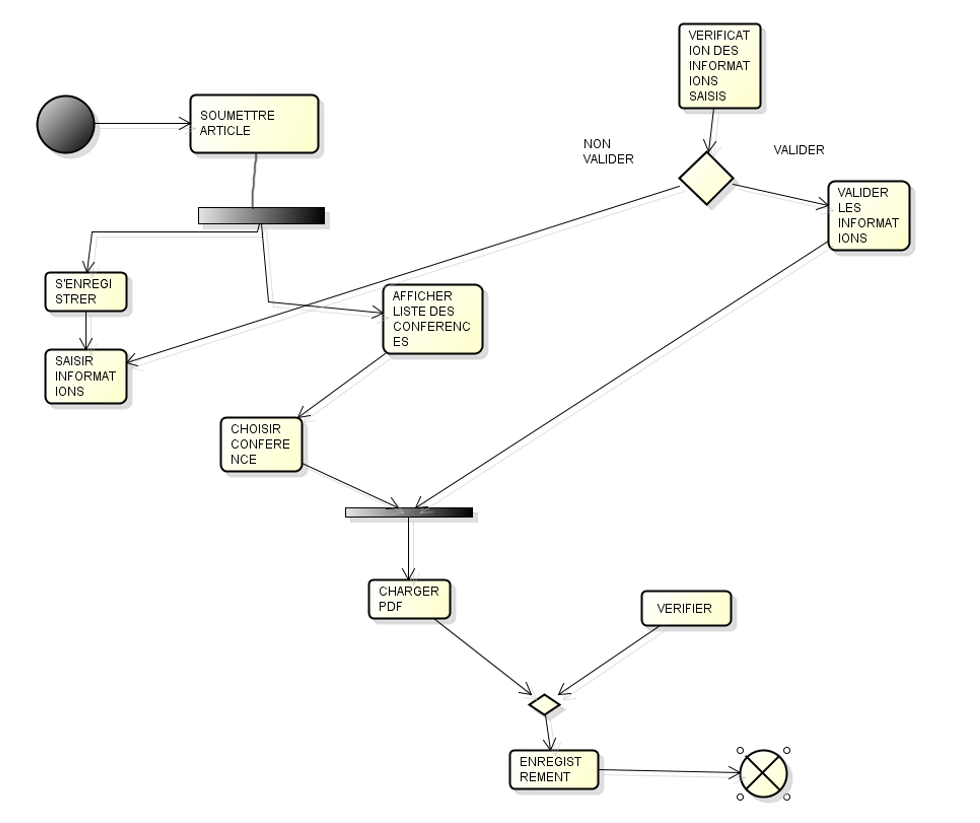 VERIFICAT
ION DES
INFORMAT
IONS
SAISIS
SOUMETTRE
ARTICLE
NON
VALIDER
VALIDER
VALIDER
LES
INFORMAT
IONS
S'ENREGI
STRER
AFFICHER
LISTE DES
CONFERENC
ES
SAISIR
INFORMAT
IONS
CHOISIR
CONFERE
NCE
CHARGER
PDF
VERIFIER
ENREGIST
REMENT